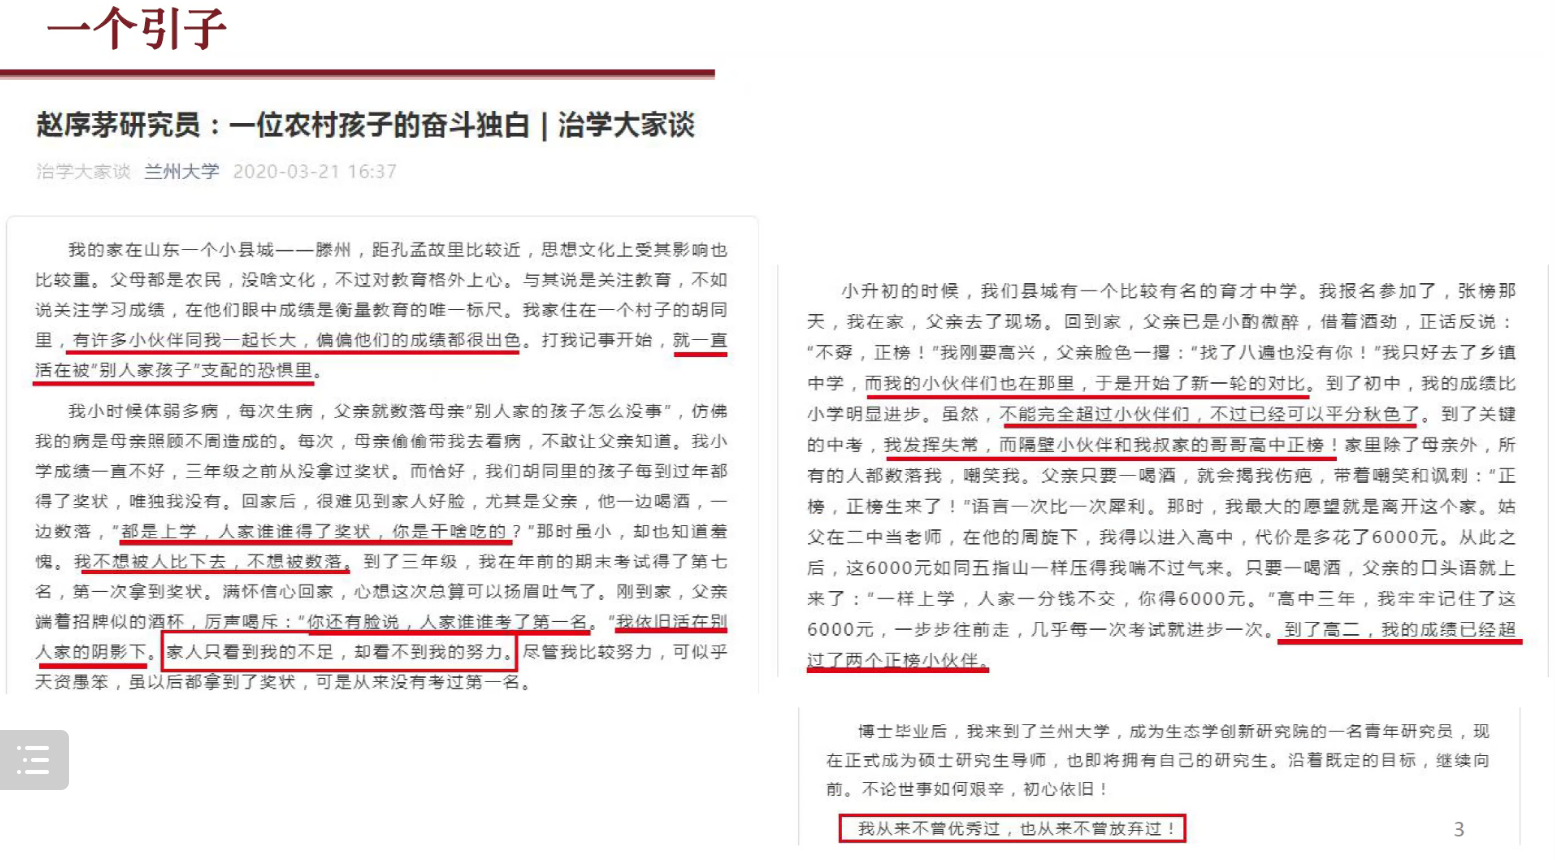 一个引子
赵序茅研究员：一位农村孩子的奋斗独白 | 治学大家谈
治学大家谈 兰州大学 2020-03-21 16:37
我的家在山东一个小县城——滕州，距孔孟故里比较近，思想文化上受其影响也
比较重。父母都是农民，没啥文化，不过对教育格外上心。与其说是关注教育，不如
说关注学习成绩，在他们眼中成绩是衡量教育的唯一标尺。我家住在一个村子的胡同
里，有许多小伙伴同我一起长大，偏偏他们的成绩都很出色。打我记事开始，就一直
活在被“别人家孩子”支配的恐惧里。
我小时候体弱多病，每次生病，父亲就数落母亲“别人家的孩子怎么没事”，仿佛
我的病是母亲照顾不周造成的。每次，母亲偷偷带我去看病，不敢让父亲知道。我小
学成绩一直不好，三年级之前从没拿过奖状。而恰好，我们胡同里的孩子每到过年都
得了奖状，唯独我没有。回家后，很难见到家人好脸，尤其是父亲，他一边喝酒，一
边数落，“都是上学，人家谁谁得了奖状，你是干啥吃的？”那时虽小，却也知道羞
愧。我不想被人比下去，不想被数落。到了三年级，我在年前的期末考试得了第七
名，第一次拿到奖状。满怀信心回家，心想这次总算可以扬眉吐气了。刚到家，父亲
端着招牌似的酒杯，厉声喝斥：“你还有脸说，人家谁谁考了第一名。”我依旧活在别
人家的阴影下。家人只看到我的不足，却看不到我的努力。尽管我比较努力，可似乎
天资愚笨，虽以后都拿到了奖状，可是从来没有考过第一名。
小升初的时候，我们县城有一个比较有名的育才中学。我报名参加了，张榜那
天，我在家，父亲去了现场。回到家，父亲已是小酌微醉，借着酒劲，正话反说：
“不孬，正榜！”我刚要高兴，父亲脸色一撂：“找了八遍也没有你！”我只好去了乡镇
中学，而我的小伙伴们也在那里，于是开始了新一轮的对比。到了初中，我的成绩比
小学明显进步。虽然，不能完全超过小伙伴们，不过已经可以平分秋色了。到了关键
的中考，我发挥失常，而隔壁小伙伴和我叔家的哥哥高中正榜！家里除了母亲外，所
有的人都数落我，嘲笑我。父亲只要一喝酒，就会揭我伤疤，带着嘲笑和讽刺：“正
榜，正榜生来了！”语言一次比一次犀利。那时，我最大的愿望就是离开这个家。姑
父在二中当老师，在他的周旋下，我得以进入高中，代价是多花了6000元。从此之
后，这6000元如同五指山一样压得我喘不过气来。只要一喝酒，父亲的口头语就上
来了：“一样上学，人家一分钱不交，你得6000元。”高中三年，我牢牢记住了这
6000元，一步步往前走，几乎每一次考试就进步一次。到了高二，我的成绩已经超
过了两个正榜小伙伴。
博士毕业后，我来到了兰州大学，成为生态学创新研究院的一名青年研究员，现
在正式成为硕士研究生导师，也即将拥有自己的研究生。沿着既定的目标，继续向
前。不论世事如何艰辛，初心依旧！
我从来不曾优秀过，也从来不曾放弃过！
3